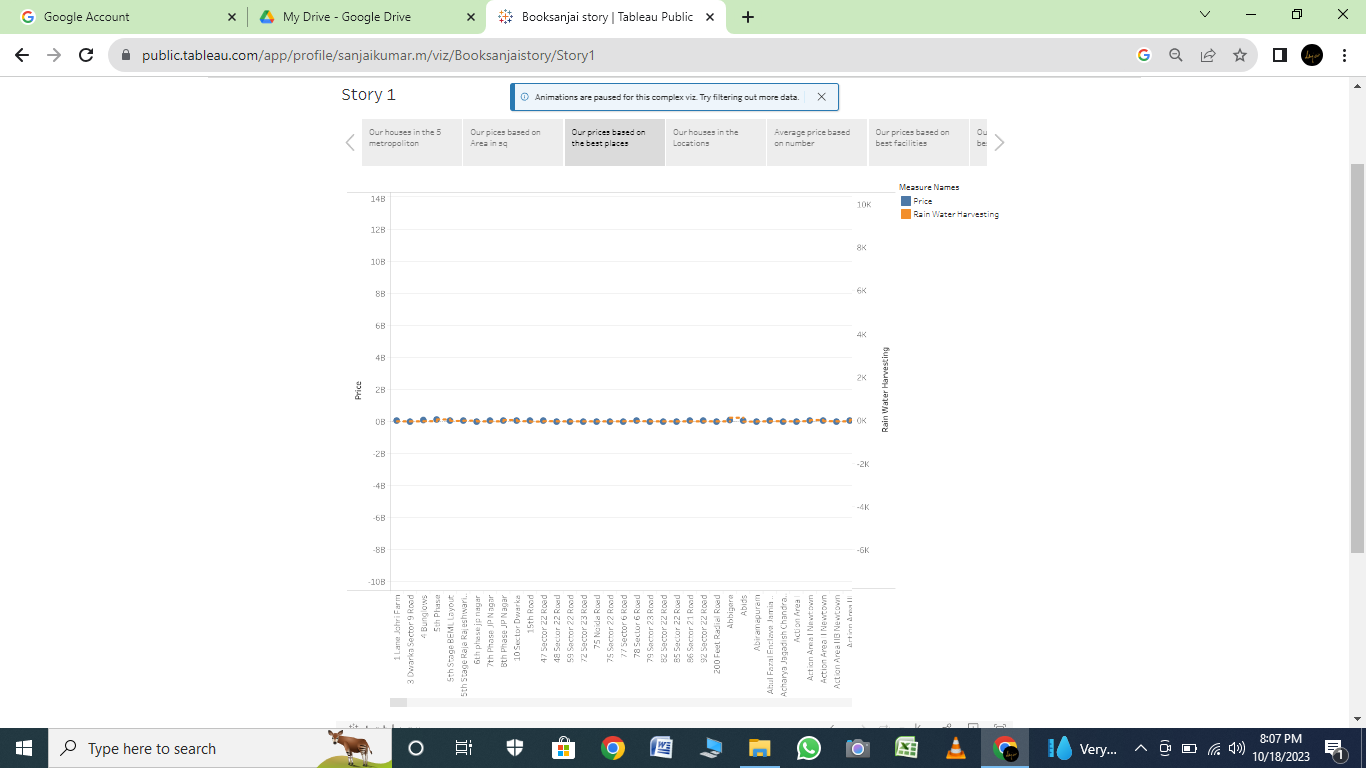 Google Account
My Drive - Google Drive
Booksanjai story | Tableau Public
public.tableau.com/app/profile/sanjaikumar.m/viz/Booksanjaistory/Story1
Story 1
Animations are paused for this complex viz. Try filtering out more data.
Our houses in the 5
metropoliton
Our pices based on
Area in sq
Our prices based on
the best places
Our houses in the
Locations
Average price based
on number
Our prices based on
best facilities
Ou
be
Measure Names
Price
Rain Water Harvesting
14B
12B
10B
8B
6B
4B
2B
0B
-2B
-4B
-6B
-8B
-10B
Price
10K
8K
6K
4K
2K
0K
-2K
-4K
-6K
Rain Water Harvesting
1 Lane Johri Farm
3 Dwarka Sector 9 Road
4 Bunglows
5th Phase
5th Stage BEML Layout
5th Stage Raja Rajeshwari..
6th phase jp nagar
7th Phase JP Nagar
8th Phase JP Nagar
10 Sector Dwarka
15th Road
47 Sector 22 Road
48 Sector 22 Road
59 Sector 22 Road
72 Sector 23 Road
75 Noida Road
75 Sector 22 Road
77 Sector 6 Road
78 Sector 6 Road
79 Sector 23 Road
82 Sector 22 Road
85 Sector 22 Road
86 Sector 21 Road
92 Sector 22 Road
200 Feet Radial Road
Abbigere
Abids
Abiramapuram
Abul Fazal Enclave Jamia..
Acharya Jagadish Chandra..
Action Area
Action Area I Newtown
Action Area II Newtown
Action Area IIB Newtown
Action Area III
Type here to search
Very...
8:07 PM
10/18/2023
1